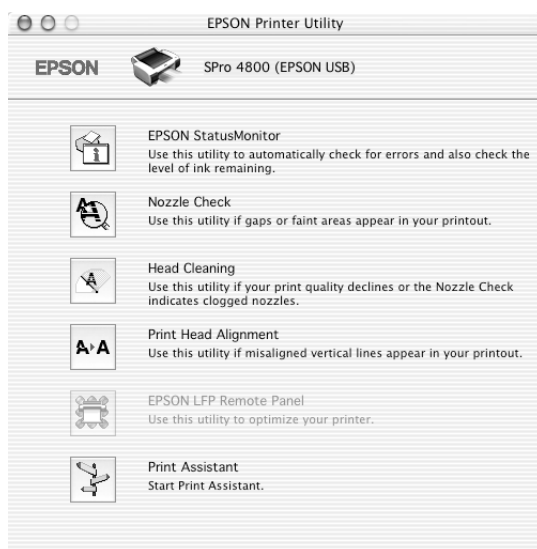 EPSON Printer Utility
EPSON
SPro 4800 (EPSON USB)
EPSON StatusMonitor
Use this utility to automatically check for errors and also check the
level of ink remaining.
Nozzle Check
Use this utility if gaps or faint areas appear in your printout.
Head Cleaning
Use this utility if your print quality declines or the Nozzle Check
indicates clogged nozzles.
Print Head Alignment
Use this utility if misaligned vertical lines appear in your printout.
EPSON LFP Remote Panel
Use this utility to optimize your printer.
Print Assistant
Start Print Assistant.